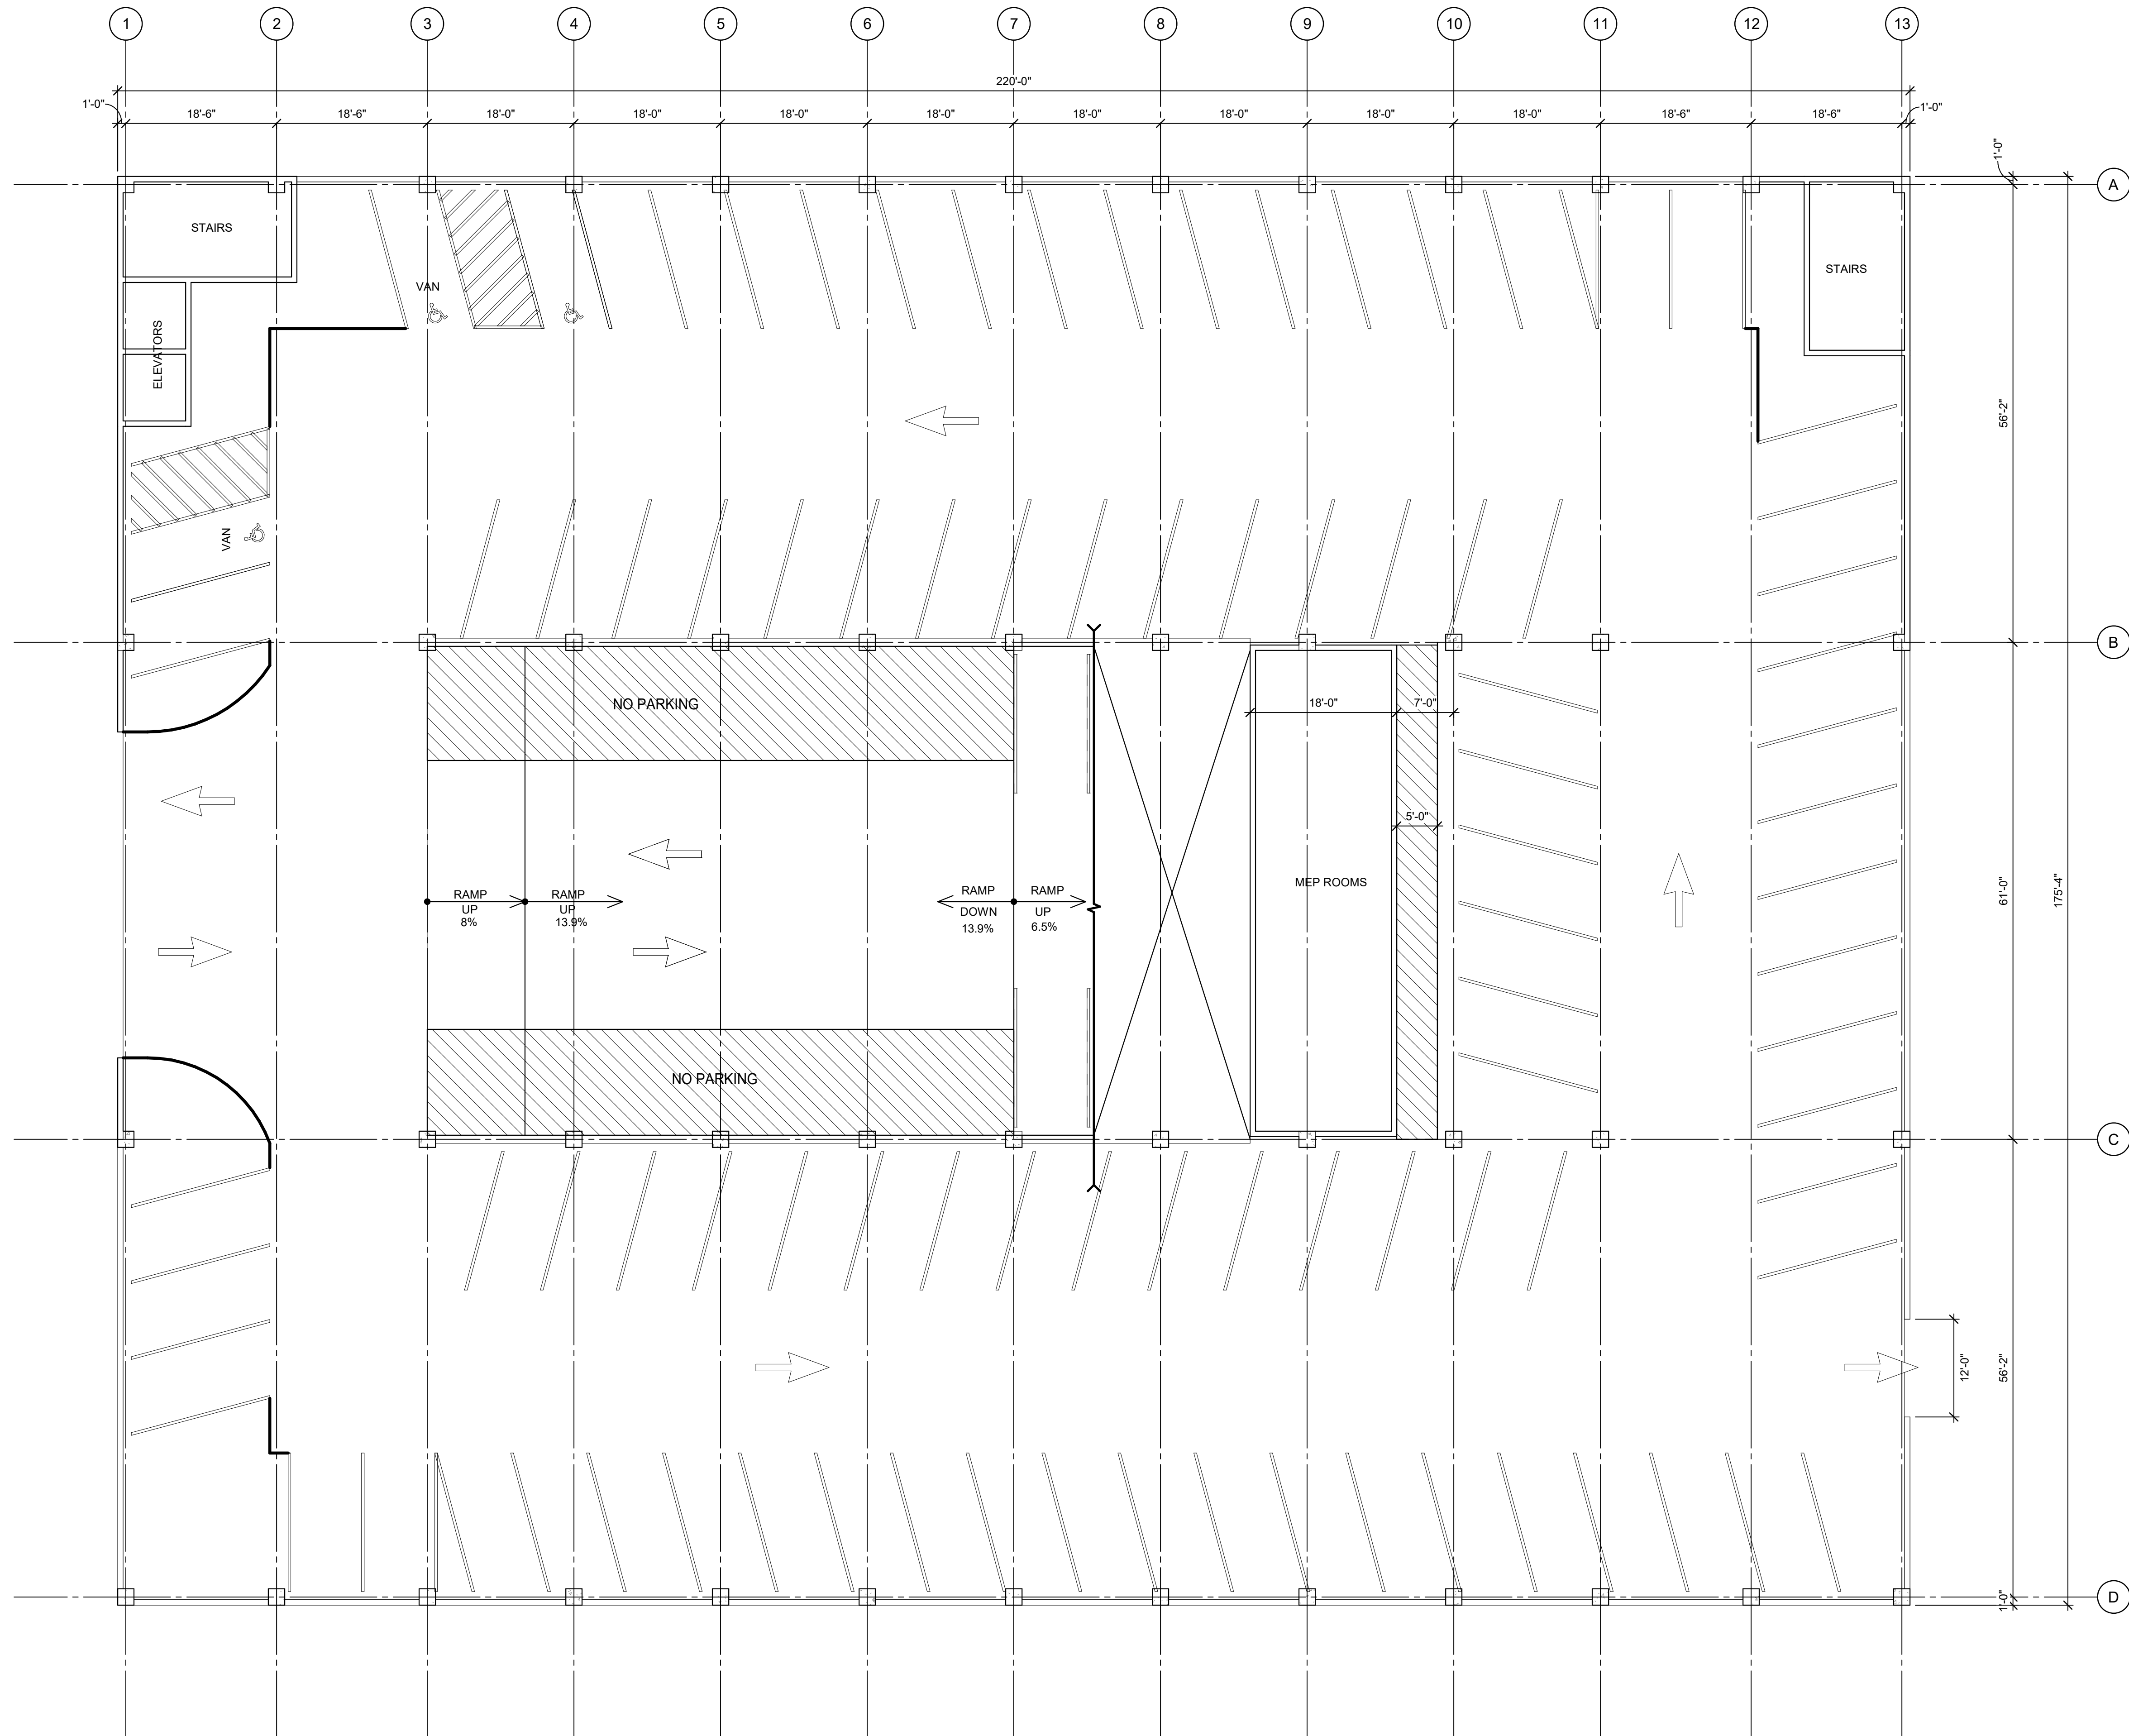 1 2 3 4 5 6 7 8 9 10 11 12 13
220'-0"
1'-0" 18'-6" 18'-6" 18'-0" 18'-0" 18'-0" 18'-0" 18'-0" 18'-0" 18'-0" 18'-0" 18'-6" 18'-6" 1'-0"
1'-0"
A
STAIRS
STAIRS
VAN
ELEVATORS
56'-2"
VAN
B
NO PARKING
18'-0" 7'-0"
5'-0"
MEP ROOMS
RAMP
UP
8%
RAMP
UP
13.9%
RAMP
DOWN
13.9%
RAMP
UP
6.5%
61'-0"
175'-4"
NO PARKING
C
12'-0"
56'-2"
1'-0"
D